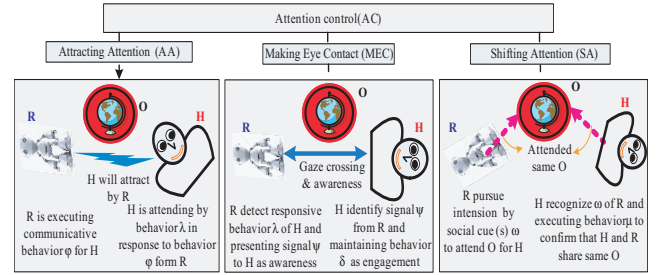 Attention control(AC)
Attracting Attention (AA)
Making Eye Contact (MEC)
Shifting Attention (SA)
O
R
H
H will attract
by R
R is executing
communicative
behavior φ for H
H is attending by
behavior λ in
response to behavior
φ form R
O
R
H
Gaze crossing
& awareness
R detect responsive
behavior λ of H and
presenting signal ψ
to H as awareness
H identify signal ψ
from R and
maintaining behavior
δ as engagement
O
R
H
Attended
same O
R pursue
intension by
social cue(s) ω
to attend O for H
H recognize ω of R and
executing behaviorμ to
confirm that H and R
share same O